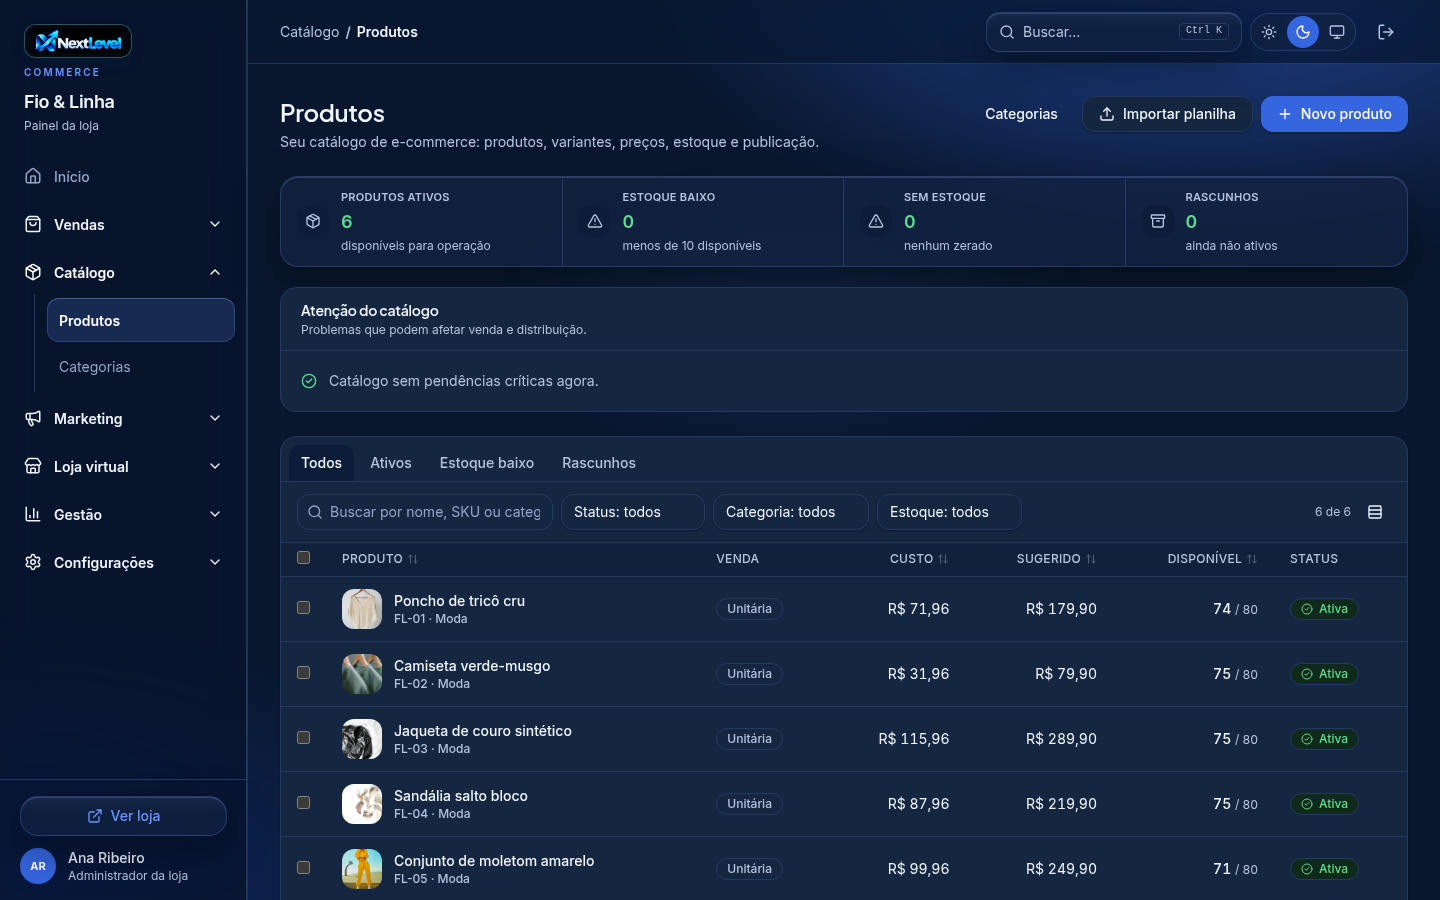 NextLevel
COMMERCE
Fio & Linha
Painel da loja
Início
Vendas
Catálogo
Produtos
Categorias
Marketing
Loja virtual
Gestão
Configurações
Ver loja
AR
Ana Ribeiro
Administrador da loja
Catálogo / Produtos
Buscar...
Ctrl K
Produtos
Seu catálogo de e-commerce: produtos, variantes, preços, estoque e publicação.
Categorias
Importar planilha
Novo produto
PRODUTOS ATIVOS
6
disponíveis para operação
ESTOQUE BAIXO
0
menos de 10 disponíveis
SEM ESTOQUE
0
nenhum zerado
RASCUNHOS
0
ainda não ativos
Atenção do catálogo
Problemas que podem afetar venda e distribuição.
Catálogo sem pendências críticas agora.
Todos Ativos Estoque baixo Rascunhos
Buscar por nome, SKU ou categ
Status: todos
Categoria: todos
Estoque: todos
6 de 6
PRODUTO VENDA CUSTO SUGERIDO DISPONÍVEL STATUS
Poncho de tricô cru
FL-01 · Moda
Unitária R$ 71,96 R$ 179,90 74 / 80 Ativa
Camiseta verde-musgo
FL-02 · Moda
Unitária R$ 31,96 R$ 79,90 75 / 80 Ativa
Jaqueta de couro sintético
FL-03 · Moda
Unitária R$ 115,96 R$ 289,90 75 / 80 Ativa
Sandália salto bloco
FL-04 · Moda
Unitária R$ 87,96 R$ 219,90 75 / 80 Ativa
Conjunto de moletom amarelo
FL-05 · Moda
Unitária R$ 99,96 R$ 249,90 71 / 80 Ativa